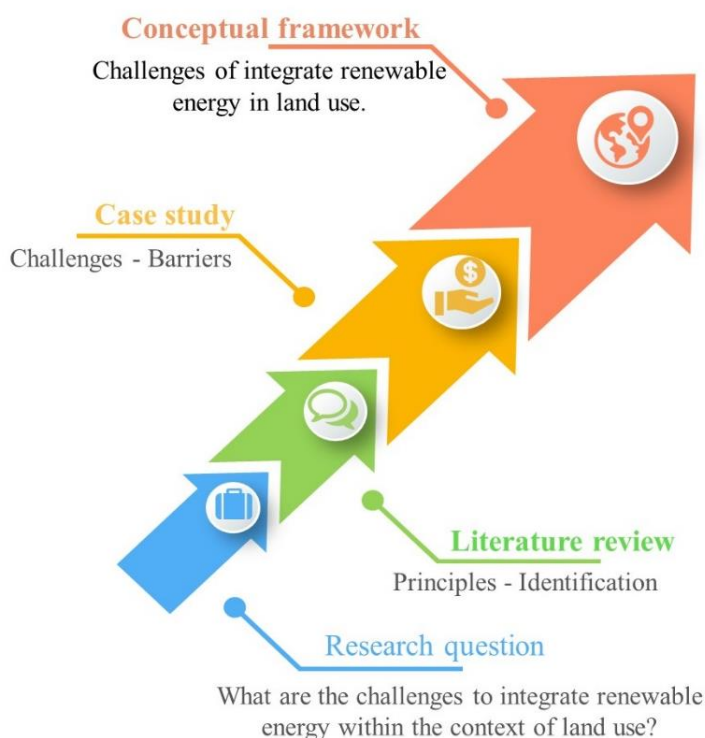 Conceptual framework
Challenges of integrate renewable
energy in land use.
Case study
Challenges - Barriers
$
Literature review
Principles - Identification
Research question
What are the challenges to integrate renewable
energy within the context of land use?